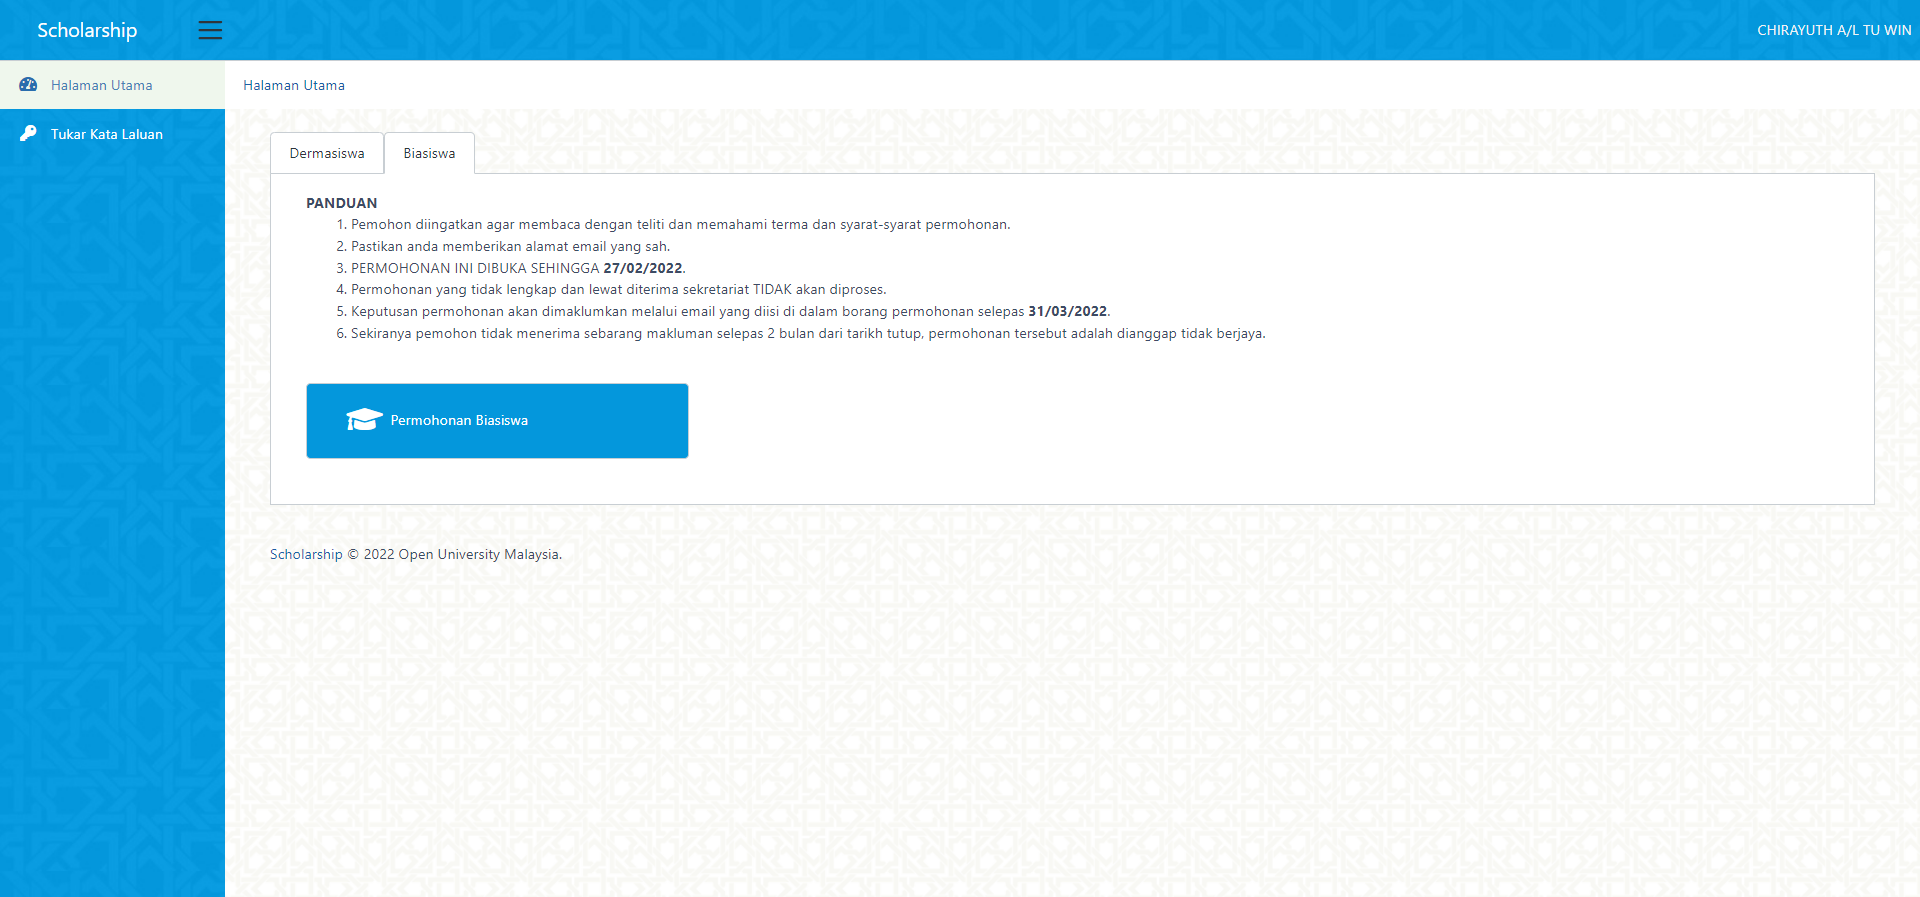 Scholarship
CHIRAYUTH A/L TU WIN
Halaman Utama
Tukar Kata Laluan
Halaman Utama
Dermasiswa
Biasiswa
PANDUAN
1. Pemohon diingatkan agar membaca dengan teliti dan memahami terma dan syarat-syarat permohonan.
2. Pastikan anda memberikan alamat email yang sah.
3. PERMOHONAN INI DIBUKA SEHINGGA 27/02/2022.
4. Permohonan yang tidak lengkap dan lewat diterima sekretariat TIDAK akan diproses.
5. Keputusan permohonan akan dimaklumkan melalui email yang diisi di dalam borang permohonan selepas 31/03/2022.
6. Sekiranya pemohon tidak menerima sebarang makluman selepas 2 bulan dari tarikh tutup, permohonan tersebut adalah dianggap tidak berjaya.
Permohonan Biasiswa
Scholarship © 2022 Open University Malaysia.